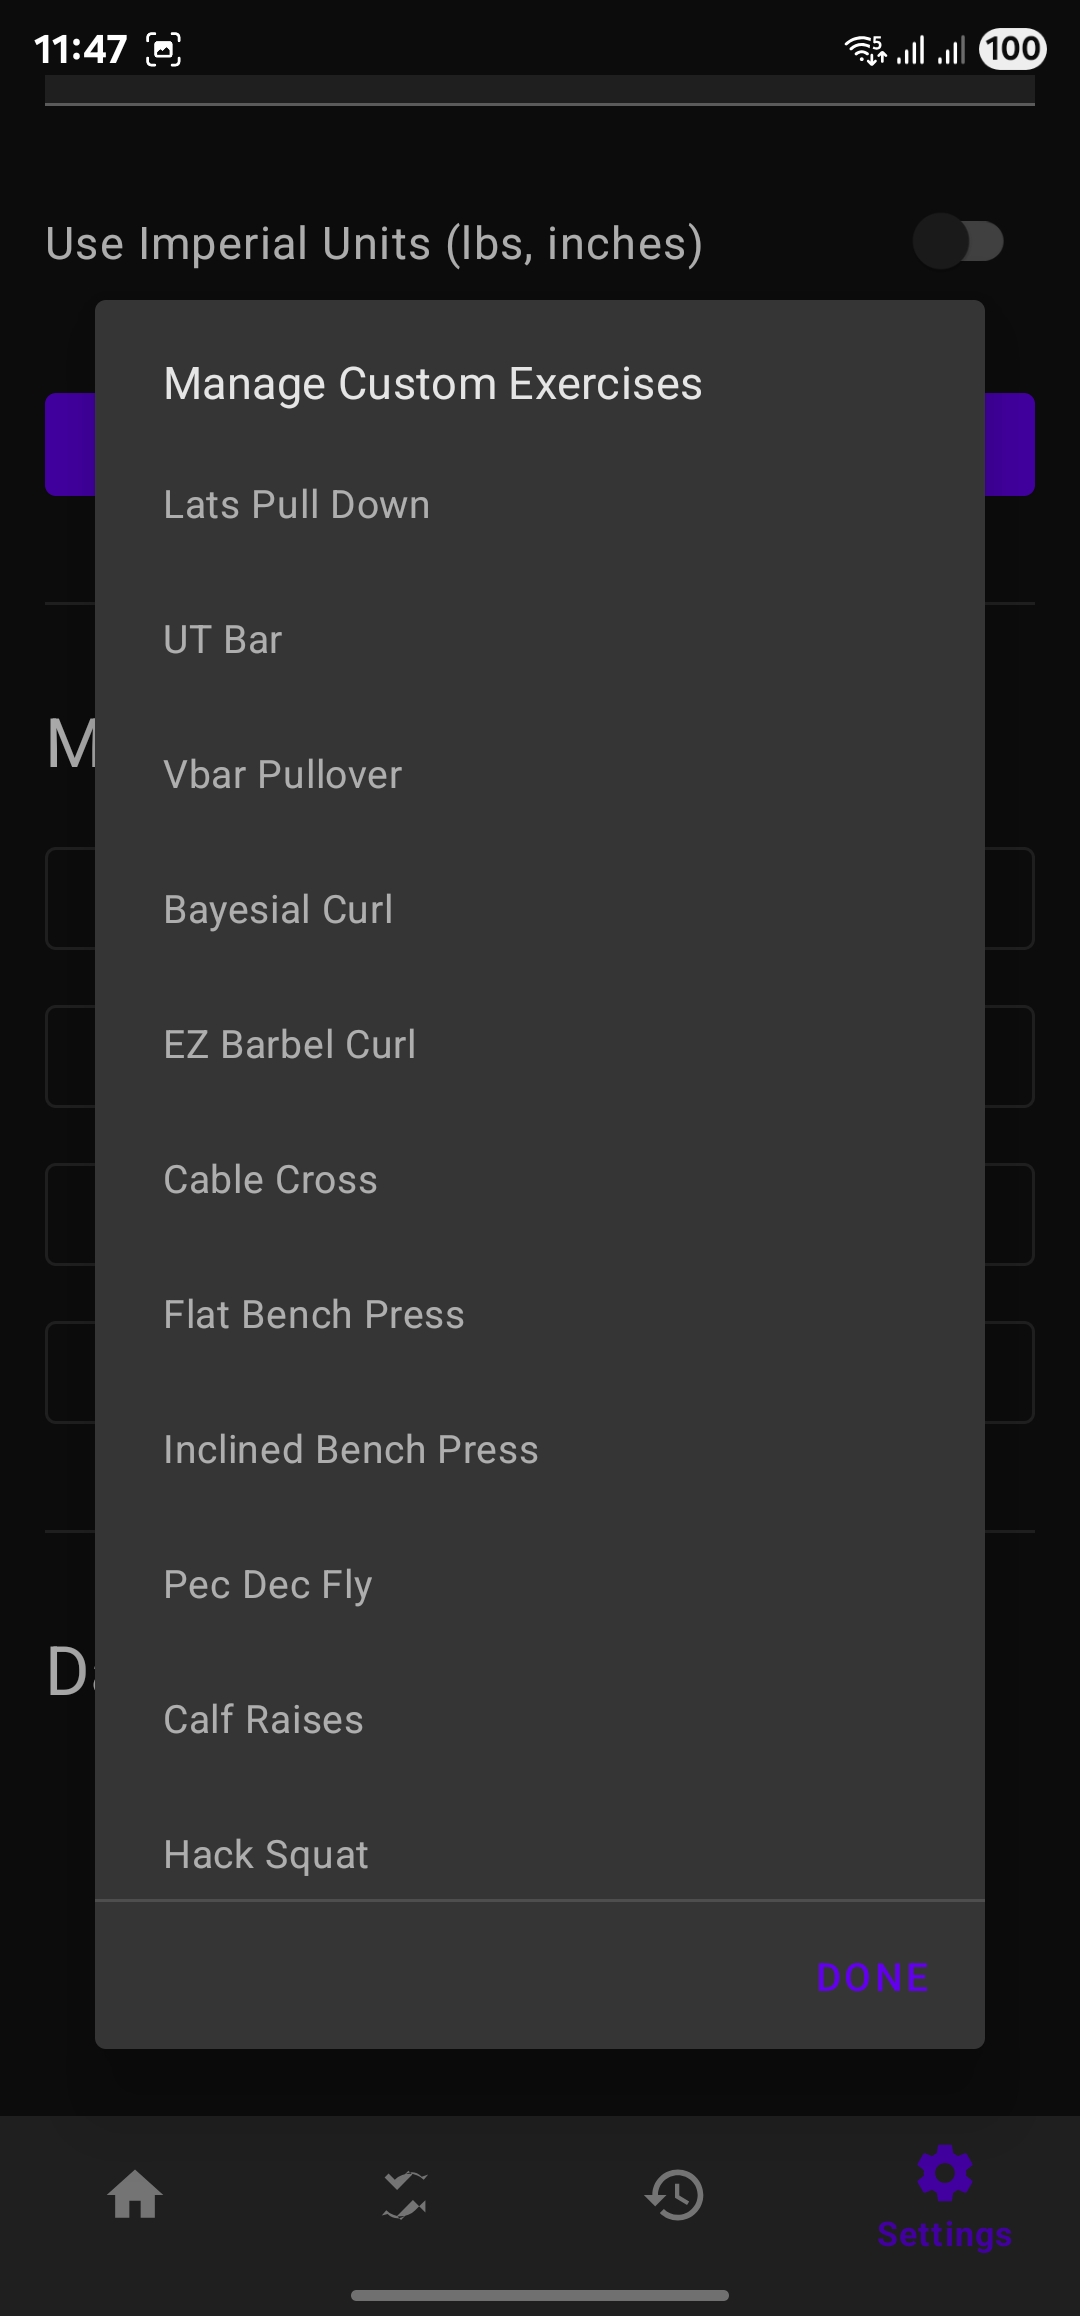 11:47
5
100
Use Imperial Units (lbs, inches)
Manage Custom Exercises
Lats Pull Down
UT Bar
M
Vbar Pullover
Bayesial Curl
EZ Barbel Curl
Cable Cross
Flat Bench Press
Inclined Bench Press
Pec Dec Fly
D
Calf Raises
Hack Squat
DONE
Settings